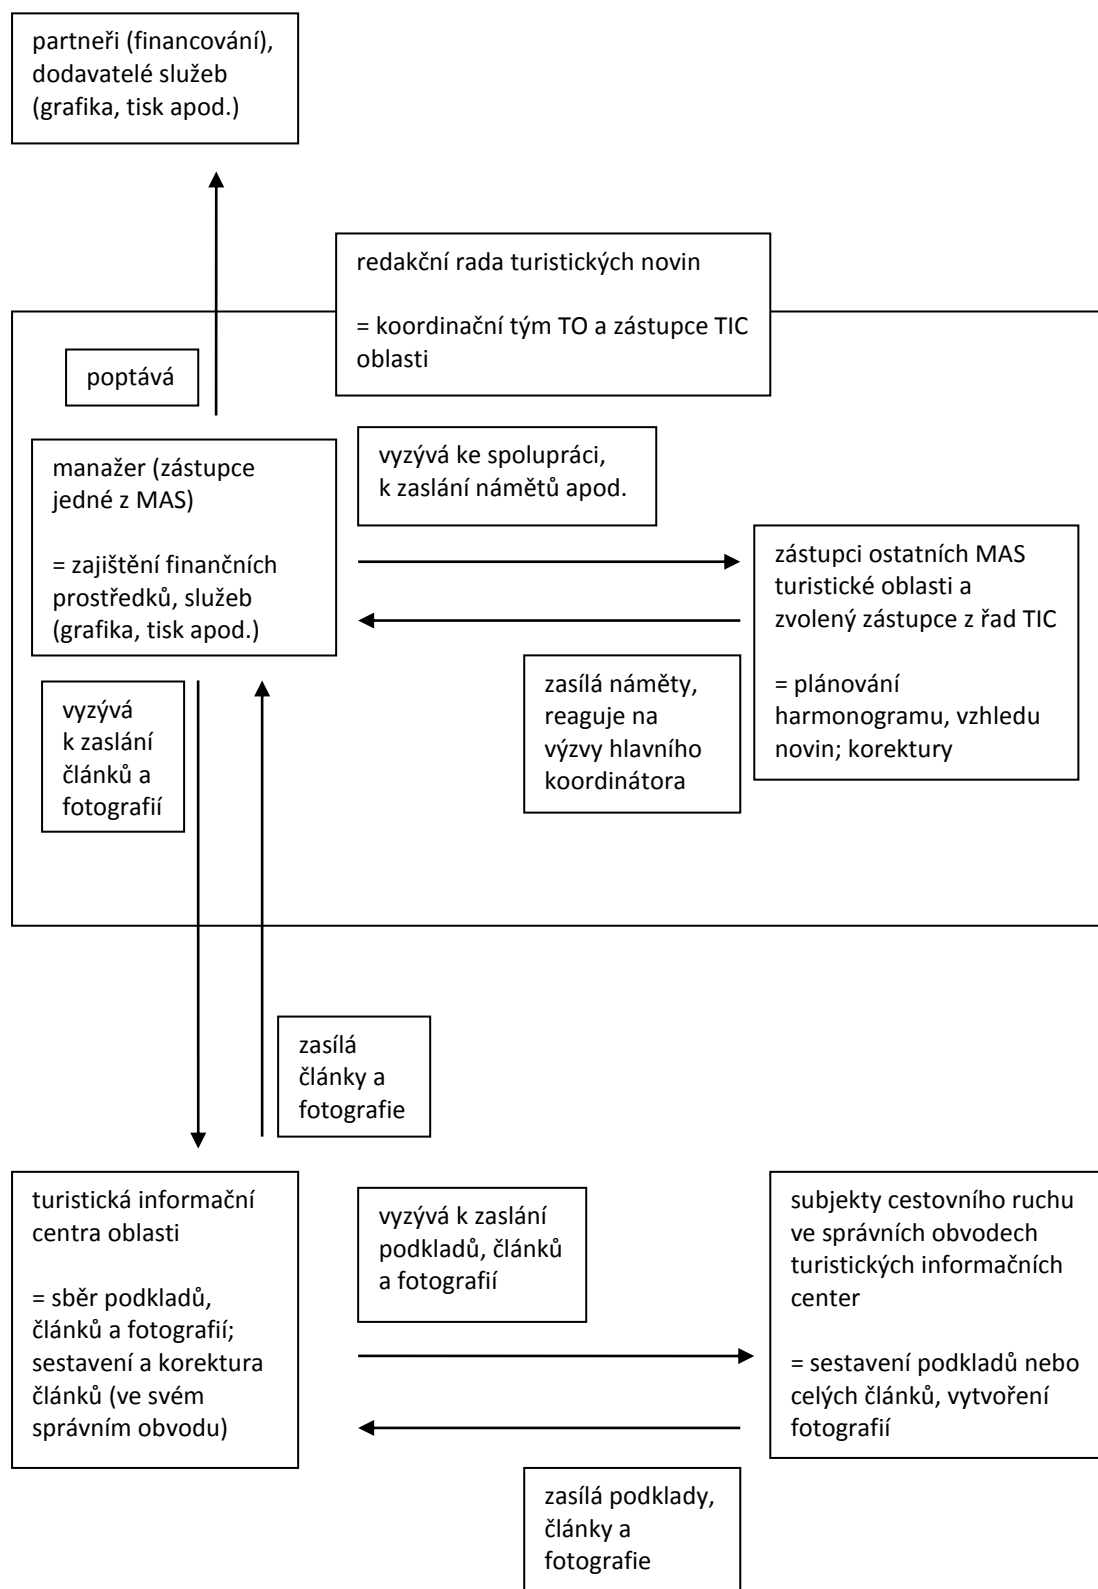 partneři (financování),
dodavatelé služeb
(grafika, tisk apod.)
redakční rada turistických novin
= koordinační tým TO a zástupce TIC
oblasti
poptává
manažer (zástupce
jedné z MAS)
= zajištění finančních
prostředků, služeb
(grafika, tisk apod.)
vyzývá ke spolupráci,
k zaslání námětů apod.
zástupci ostatních MAS
turistické oblasti a
zvolený zástupce z řad TIC
= plánování
harmonogramu, vzhledu
novin; korektury
zasílá náměty,
reaguje na
výzvy hlavního
koordinátora
vyzývá
k zaslání
článků a
fotografií
zasílá
články a
fotografie
turistická informační
centra oblasti
= sběr podkladů,
článků a fotografií;
sestavení a korektura
článků (ve svém
správním obvodu)
vyzývá k zaslání
podkladů, článků
a fotografií
subjekty cestovního ruchu
ve správních obvodech
turistických informačních
center
= sestavení podkladů nebo
celých článků, vytvoření
fotografií
zasílá podklady,
články a
fotografie